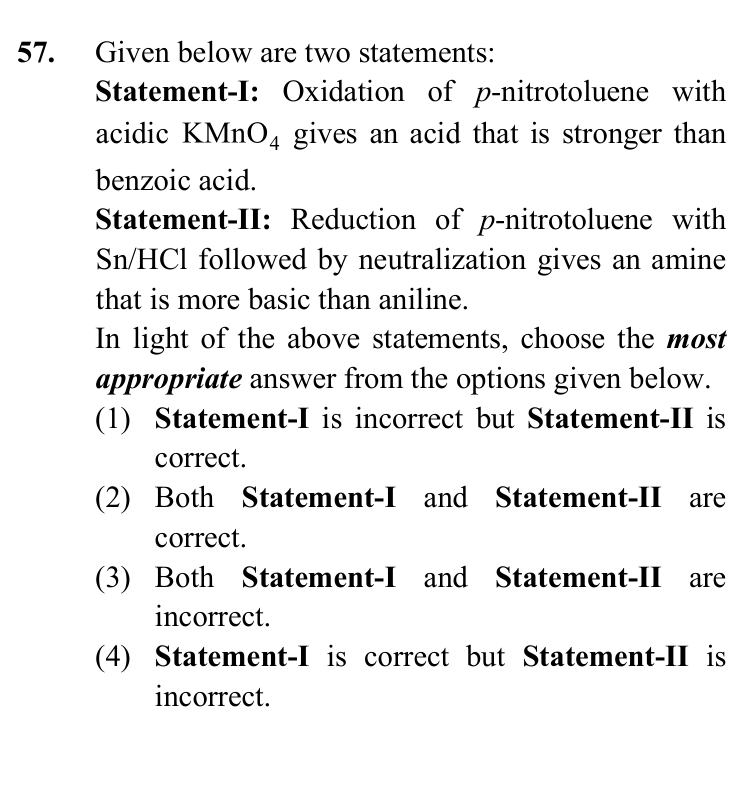 57. Given below are two statements:
Statement-I: Oxidation of p-nitrotoluene with
acidic KMnO₄ gives an acid that is stronger than
benzoic acid.
Statement-II: Reduction of p-nitrotoluene with
Sn/HCl followed by neutralization gives an amine
that is more basic than aniline.
In light of the above statements, choose the most
appropriate answer from the options given below.
(1) Statement-I is incorrect but Statement-II is
correct.
(2) Both Statement-I and Statement-II are
correct.
(3) Both Statement-I and Statement-II are
incorrect.
(4) Statement-I is correct but Statement-II is
incorrect.